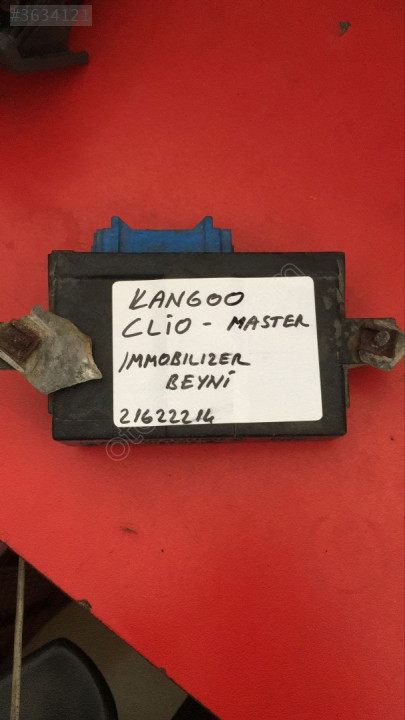 #3634121
KANGOO
CLiO - MASTER
IMMOBILIZER
BEYNi
21622214